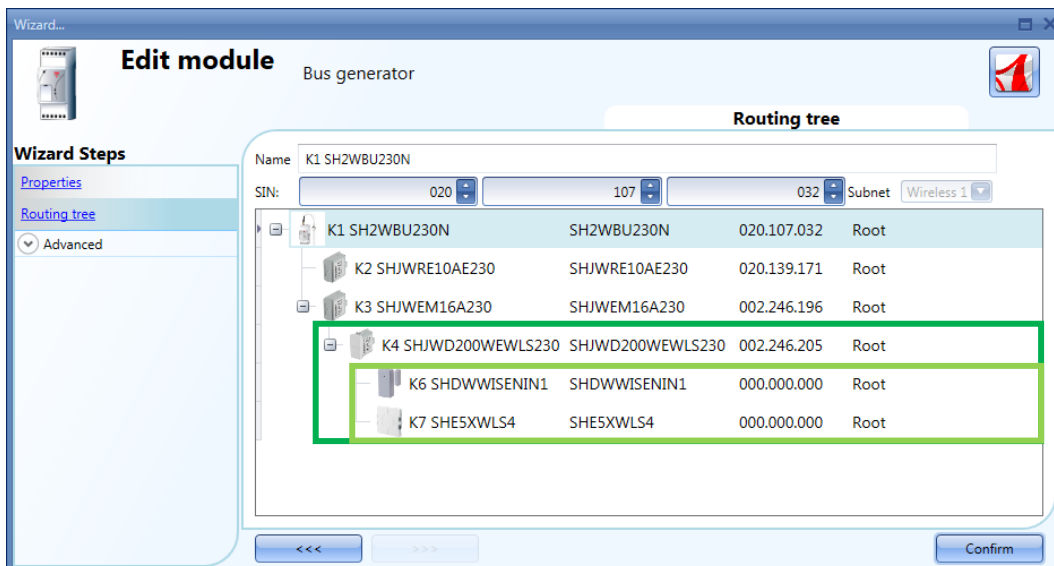 Wizard...
Edit module
Bus generator
Routing tree
Wizard Steps
Properties
Routing tree
Advanced
Name K1 SH2WBU230N
SIN: 020 107 032 Subnet Wireless 1
K1 SH2WBU230N SH2WBU230N 020.107.032 Root
K2 SHJWRE10AE230 SHJWRE10AE230 020.139.171 Root
K3 SHJWEM16A230 SHJWEM16A230 002.246.196 Root
K4 SHJWD200WEWLS230 SHJWD200WEWLS230 002.246.205 Root
K6 SHDWWISENIN1 SHDWWISENIN1 000.000.000 Root
K7 SHE5XWLS4 SHE5XWLS4 000.000.000 Root
<<< >>> Confirm